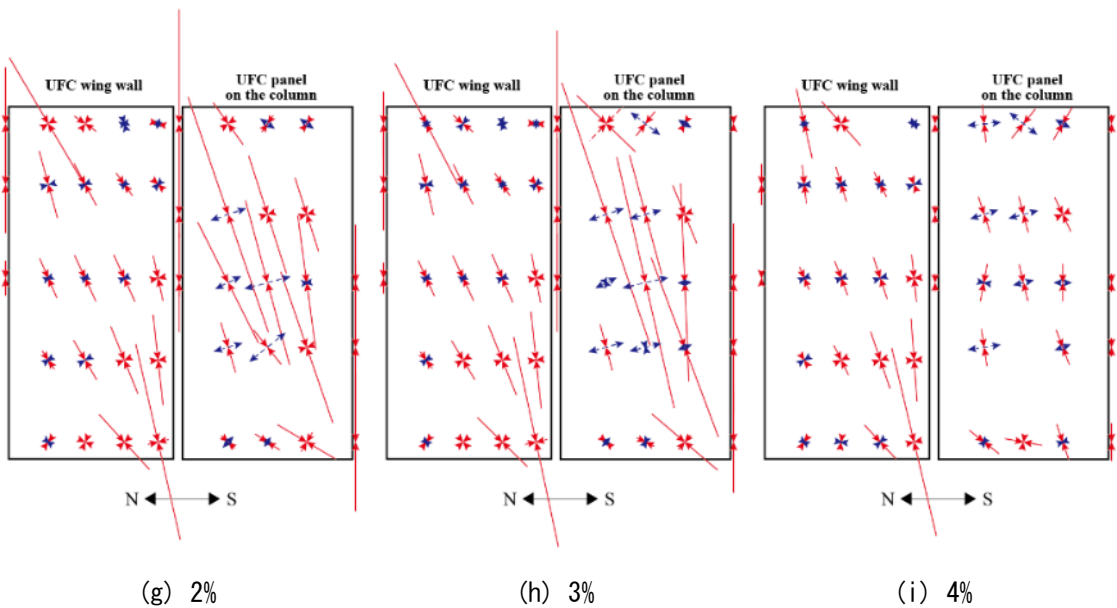 UFC wing wall
UFC panel
on the column
UFC wing wall
UFC panel
on the column
UFC wing wall
UFC panel
on the column
N S
N S
N S
(g) 2%
(h) 3%
(i) 4%